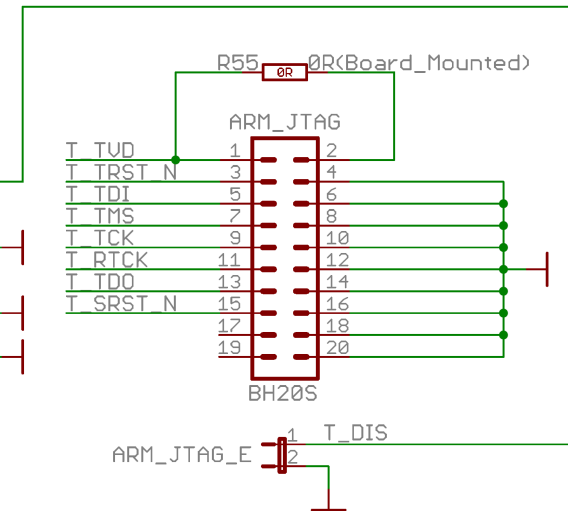 R55 0R 0R(Board_Mounted)
ARM_JTAG
T_TVD 1 2
T_TRST_N 3 4
T_TDI 5 6
T_TMS 7 8
T_TCK 9 10
T_RTCK 11 12
T_TDO 13 14
T_SRST_N 15 16
17 18
19 20
BH20S
1 T_DIS
ARM_JTAG_E 2